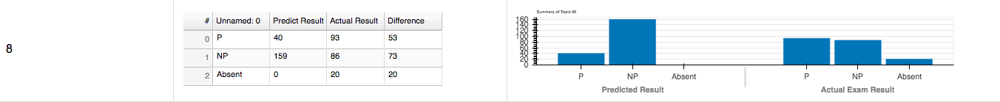 8
# Unnamed: 0 Predict Result Actual Result Difference
0 P 40 93 53
1 NP 159 86 73
2 Absent 0 20 20
Summary of Topic 08
160
140
120
100
80
60
40
20
0
P NP Absent P NP Absent
Predicted Result Actual Exam Result